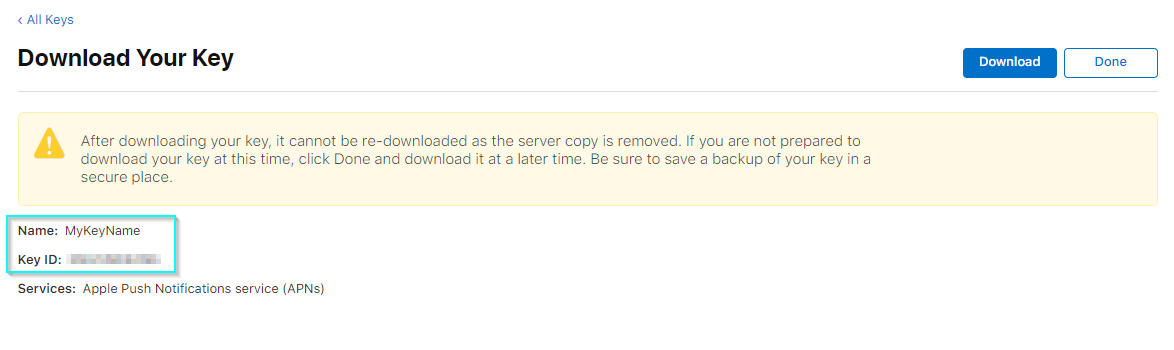 ‹ All Keys
Download Your Key
Download
Done
After downloading your key, it cannot be re-downloaded as the server copy is removed. If you are not prepared to
download your key at this time, click Done and download it at a later time. Be sure to save a backup of your key in a
secure place.
Name: MyKeyName
Key ID:
Services: Apple Push Notifications service (APNs)